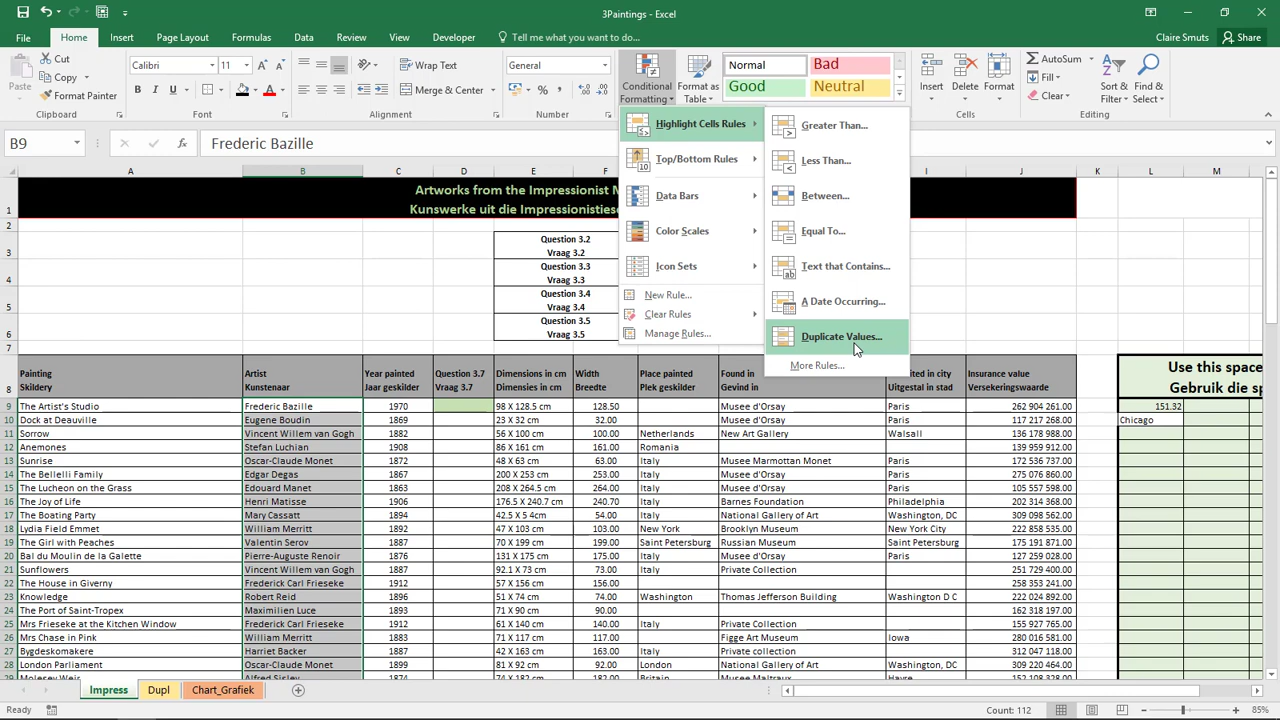 3Paintings - Excel
File Home Insert Page Layout Formulas Data Review View Developer Tell me what you want to do... Claire Smuts Share
Paste
Cut
Copy
Format Painter
Clipboard
Calibri 11
B I U
Font
Wrap Text
Merge & Center
Alignment
General
Number
Conditional
Formatting
Format as
Table
Normal Bad
Good Neutral
Insert Delete Format
Cells
AutoSum
Fill
Clear
Sort &
Filter
Find &
Select
Editing
Highlight Cells Rules
Top/Bottom Rules
Data Bars
Color Scales
Icon Sets
New Rule...
Clear Rules
Manage Rules...
Greater Than...
Less Than...
Between...
Equal To...
Text that Contains...
A Date Occurring...
Duplicate Values...
More Rules...
B9 Frederic Bazille
A B C D E F I J L M
Artworks from the Impressionist
Kunswerke uit die Impressionisties
Question 3.2
Vraag 3.2
Question 3.3
Vraag 3.3
Question 3.4
Vraag 3.4
Question 3.5
Vraag 3.5
Painting Artist Year painted Question 3.7 Dimensions in cm Width Place painted Found in ited in city Insurance value
Skildery Kunstenaar Jaar geskilder Vraag 3.7 Dimensies in cm Breedte Plek geskilder Gevind in Uitgestal in stad Versekeringswaarde
Use this space
Gebruik die sp
9 The Artist's Studio Frederic Bazille 1970 98 X 128.5 cm 128.50 Musee d'Orsay Paris 262 904 261.00 151.32
10 Dock at Deauville Eugene Boudin 1869 23 X 32 cm 32.00 Musee d'Orsay Paris 117 217 268.00 Chicago
11 Sorrow Vincent Willem van Gogh 1882 56 X 100 cm 100.00 Netherlands New Art Gallery Walsall 136 178 988.00
12 Anemones Stefan Luchian 1908 86 X 161 cm 161.00 Romania 139 959 912.00
13 Sunrise Oscar-Claude Monet 1872 48 X 63 cm 63.00 Italy Musee Marmottan Monet Paris 172 536 737.00
14 The Bellelli Family Edgar Degas 1867 200 X 253 cm 253.00 Italy Musee d'Orsay Paris 275 076 860.00
15 The Lucheon on the Grass Edouard Manet 1863 208 X 264.5 cm 264.00 Italy Musee d'Orsay Paris 105 557 598.00
16 The Joy of Life Henri Matisse 1906 176.5 X 240.7 cm 240.70 Italy Barnes Foundation Philadelphia 202 314 368.00
17 The Boating Party Mary Cassatt 1894 42.5 X 5 4cm 54.00 Italy National Gallery of Art Washington, DC 309 098 562.00
18 Lydia Field Emmet William Merritt 1892 47 X 103 cm 103.00 New York Brooklyn Museum New York City 222 858 535.00
19 The Girl with Peaches Valentin Serov 1887 70 X 199 cm 199.00 Saint Petersburg Russian Museum Saint Petersburg 175 191 871.00
20 Bal du Moulin de la Galette Pierre-Auguste Renoir 1876 131 X 175 cm 175.00 Italy Musee d'Orsay Paris 127 259 028.00
21 Sunflowers Vincent Willem van Gogh 1887 92.1 X 73 cm 73.00 Italy Private Collection 251 729 400.00
22 The House in Giverny Frederick Carl Frieseke 1912 57 X 156 cm 156.00 258 353 241.00
23 Knowledge Robert Reid 1896 51 X 74 cm 74.00 Washington Thomas Jefferson Building Washington D C 222 024 892.00
24 The Port of Saint-Tropex Maximilien Luce 1893 71 X 90 cm 90.00 162 318 197.00
25 Mrs Frieseke at the Kitchen Window Frederick Carl Frieseke 1912 61 X 140 cm 140.00 Italy Private Collection 155 927 765.00
26 Mrs Chase in Pink William Merritt 1883 71 X 117 cm 117.00 Figge Art Museum Iowa 280 016 581.00
27 Bygdeskomakere Harriet Backer 1887 42 X 163 cm 163.00 Italy Private collection 312 047 118.00
28 London Parliament Oscar-Claude Monet 1899 81 X 92 cm 92.00 London National Gallery of Art Washington, DC 309 220 464.00
Impress Dupl Chart_Grafiek
Ready Count: 112 85%